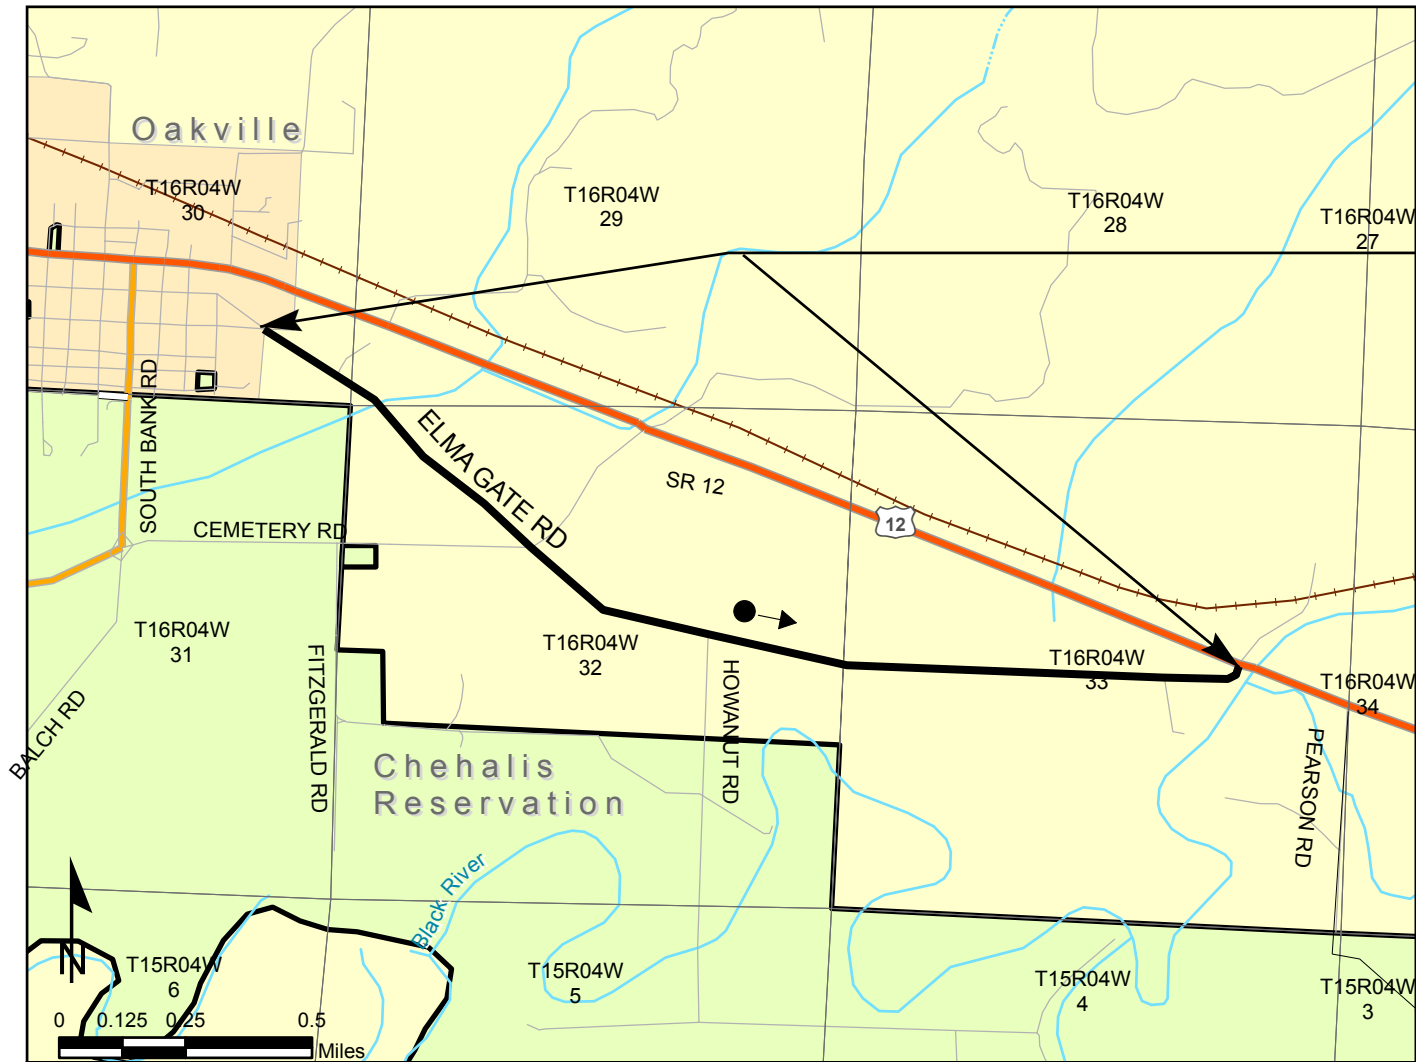 Oakville
T16R04W
30
T16R04W
29
T16R04W
28
T16R04W
27
SOUTH BANK RD
ELMA GATE RD
SR 12
12
CEMETERY RD
T16R04W
31
T16R04W
32
T16R04W
33
T16R04W
34
FITZGERALD RD
HOWANUT RD
BALCH RD
PEARSON RD
Chehalis
Reservation
Black River
N
T15R04W
6
T15R04W
5
T15R04W
4
T15R04W
3
0 0.125 0.25 0.5
Miles